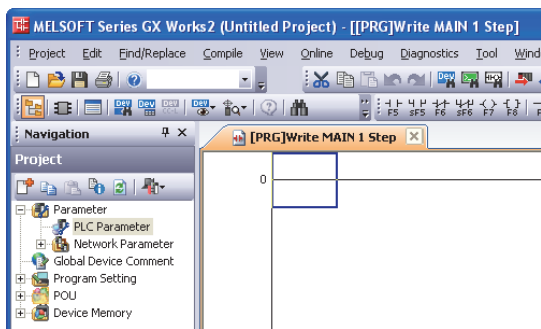 MELSOFT Series GX Works2 (Untitled Project) - [[PRG]Write MAIN 1 Step]
Project Edit Find/Replace Compile View Online Debug Diagnostics Tool Wind
F5 sF5 F6 sF6 F7 F8
Navigation
[PRG]Write MAIN 1 Step
Project
0
Parameter
PLC Parameter
Network Parameter
Global Device Comment
Program Setting
POU
Device Memory